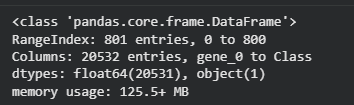 <class 'pandas.core.frame.DataFrame'>
RangeIndex: 801 entries, 0 to 800
Columns: 20532 entries, gene_0 to Class
dtypes: float64(20531), object(1)
memory usage: 125.5+ MB